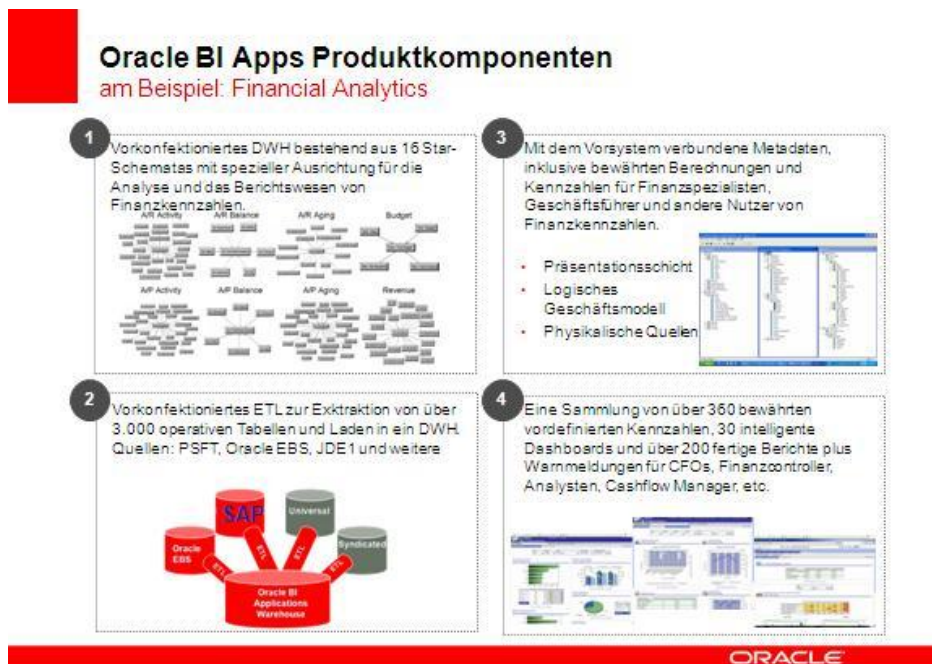 Oracle BI Apps Produktkomponenten
am Beispiel: Financial Analytics
1
Vorkonfektioniertes DWH bestehend aus 16 Star-
Schematas mit spezieller Ausrichtung für die
Analyse und das Berichtswesen von
Finanzkennzahlen.
A/R Activity A/R Balance A/R Aging Budget
A/P Activity A/P Balance A/P Aging Revenue
2
Vorkonfektioniertes ETL zur Exktraktion von über
3.000 operativen Tabellen und Laden in ein DWH.
Quellen: PSFT, Oracle EBS, JDE1 und weitere
SAP
Universal
Oracle
EBS
Syndicated
ETL ETL ETL ETL
Oracle BI
Applications
Warehouse
3
Mit dem Vorsystem verbundene Metadaten,
inklusive bewährten Berechnungen und
Kennzahlen für Finanzspezialisten,
Geschäftsführer und andere Nutzer von
Finanzkennzahlen.
• Präsentationsschicht
• Logisches
Geschäftsmodell
• Physikalische Quellen
4
Eine Sammlung von über 360 bewährten
vordefinierten Kennzahlen, 30 intelligente
Dashboards und über 200 fertige Berichte plus
Warnmeldungen für CFOs, Finanzcontroller,
Analysten, Cashflow Manager, etc.
ORACLE